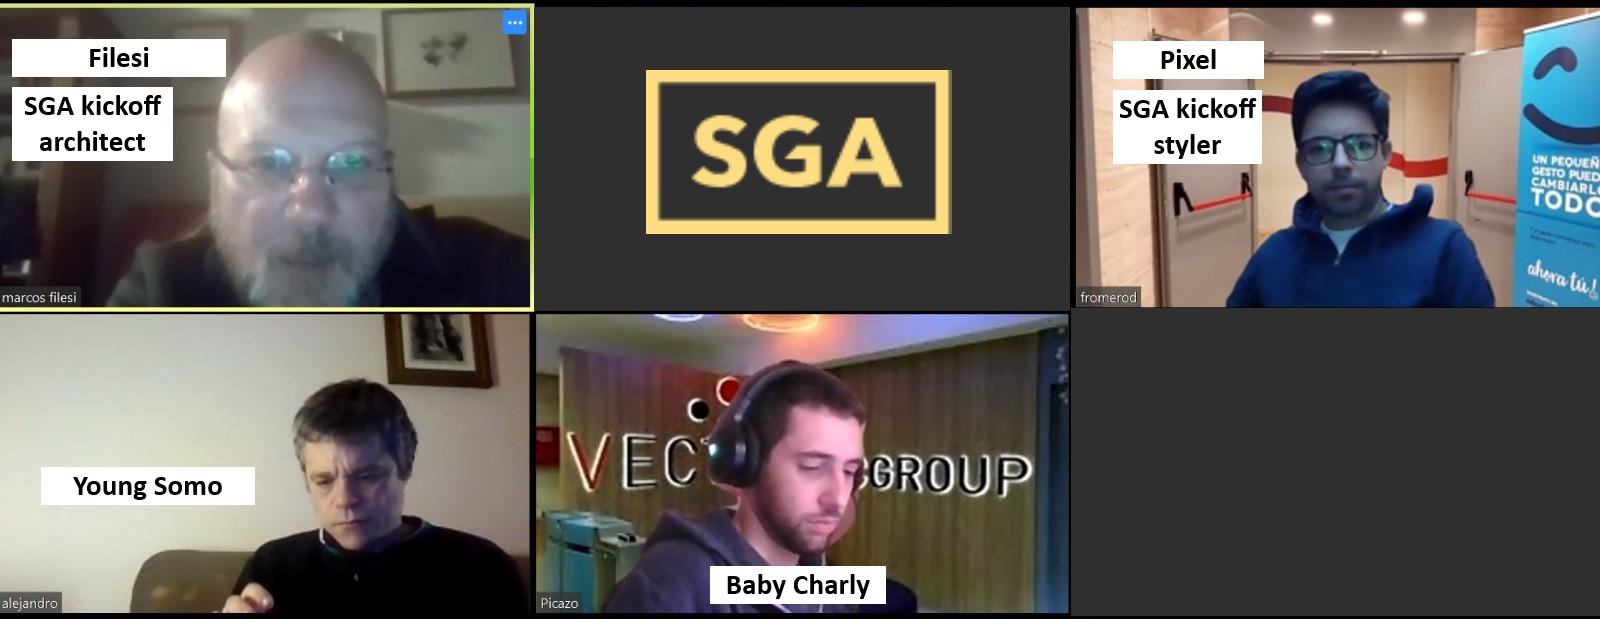 Filesi
SGA kickoff
architect
marcos filesi
SGA
Pixel
SGA kickoff
styler
UN PEQUEÑ
GESTO PUED
CAMBIARL
TODO
ahora tú!
fromerod
Young Somo
alejandro
VEC
GROUP
Baby Charly
Picazo